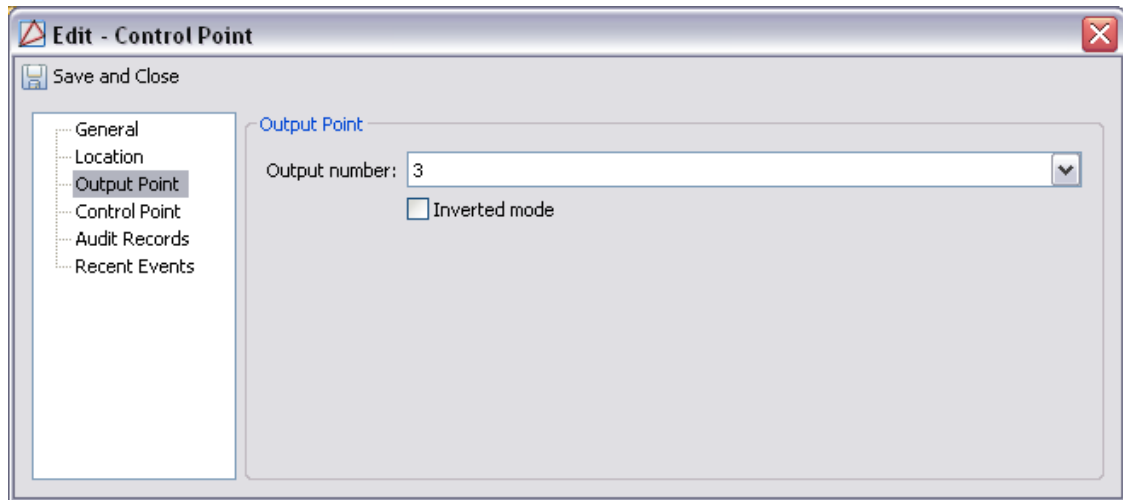 Edit - Control Point
Save and Close
General
Location
Output Point
Control Point
Audit Records
Recent Events
Output Point
Output number: 3
Inverted mode